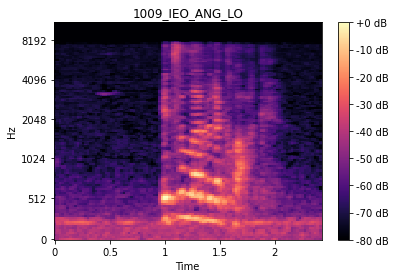 1009_IEO_ANG_LO
8192
4096
2048
1024
512
0
Hz
0
0.5
1
1.5
2
Time
+0 dB
-10 dB
-20 dB
-30 dB
-40 dB
-50 dB
-60 dB
-70 dB
-80 dB